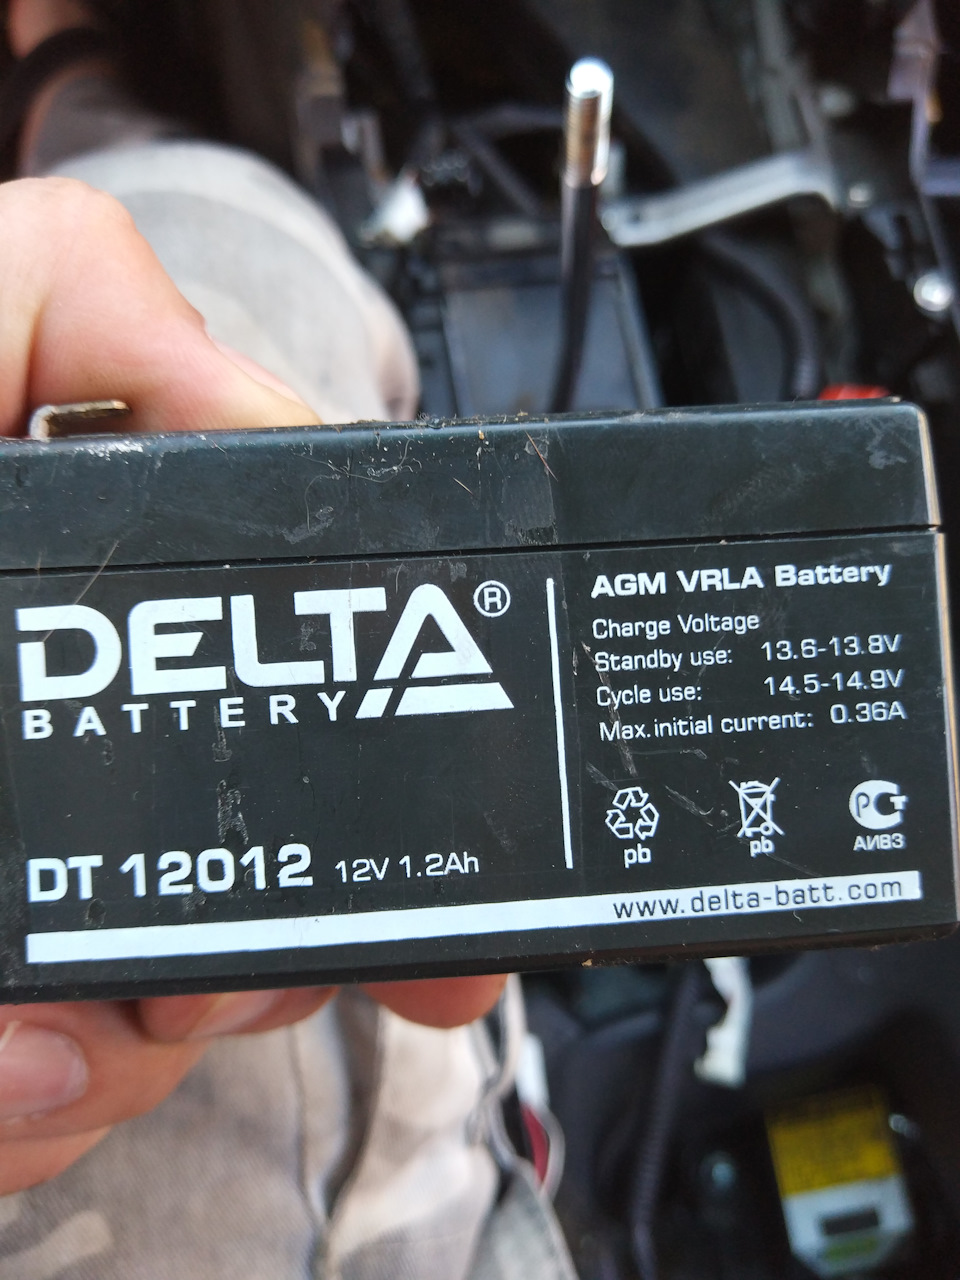 DELTA®
BATTERY
DT 12012 12V 1.2Ah
AGM VRLA Battery
Charge Voltage
Standby use: 13.6-13.8V
Cycle use: 14.5-14.9V
Max. initial current: 0.36A
pb
pb
РСТ
АИВЗ
www.delta-batt.com